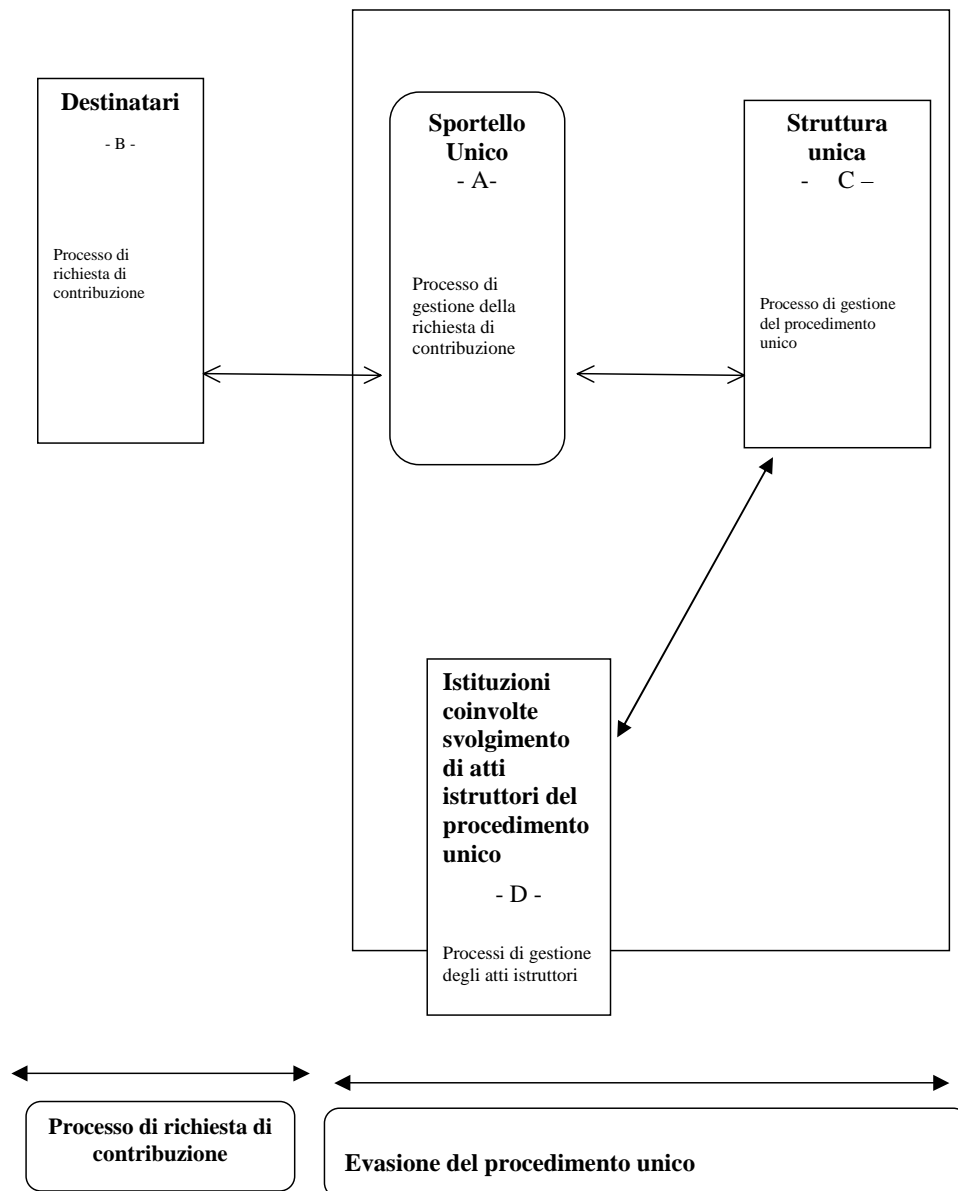 Destinatari
- B -
Processo di
richiesta di
contribuzione
Sportello
Unico
- A-
Processo di
gestione della
richiesta di
contribuzione
Struttura
unica
- C –
Processo di gestione
del procedimento
unico
Istituzioni
coinvolte
svolgimento
di atti
istruttori del
procedimento
unico
- D -
Processi di gestione
degli atti istruttori
Processo di richiesta di
contribuzione
Evasione del procedimento unico